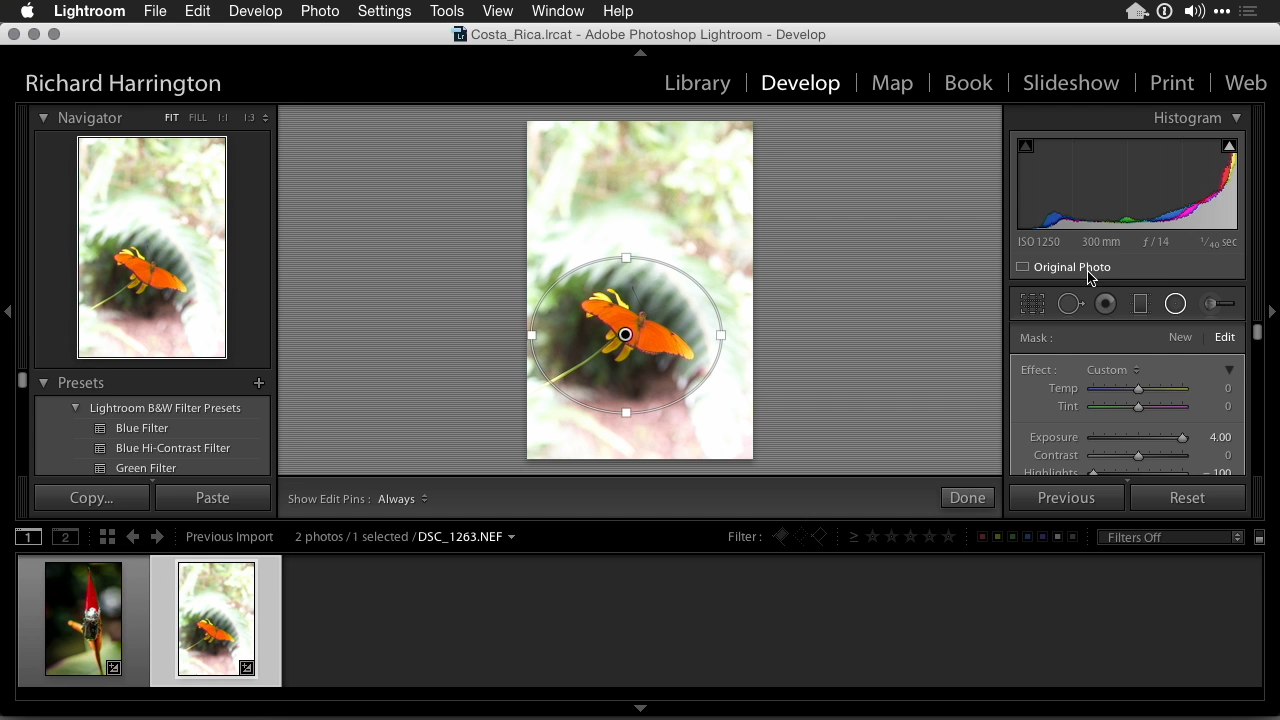 Lightroom File Edit Develop Photo Settings Tools View Window Help
Costa_Rica.lrcat - Adobe Photoshop Lightroom - Develop
Richard Harrington
Library | Develop | Map | Book | Slideshow | Print | Web
Navigator FIT FILL 1:1 1:3
Histogram
ISO 1250 300 mm ƒ / 14 1/40 sec
Original Photo
Mask : New Edit
Effect : Custom
Temp 0
Tint 0
Exposure 4.00
Contrast 0
Highlights – 100
Presets
Lightroom B&W Filter Presets
Blue Filter
Blue Hi-Contrast Filter
Green Filter
Copy... Paste
Show Edit Pins : Always Done
Previous Reset
1 2 Previous Import 2 photos / 1 selected / DSC_1263.NEF Filter : ≥ Filters Off